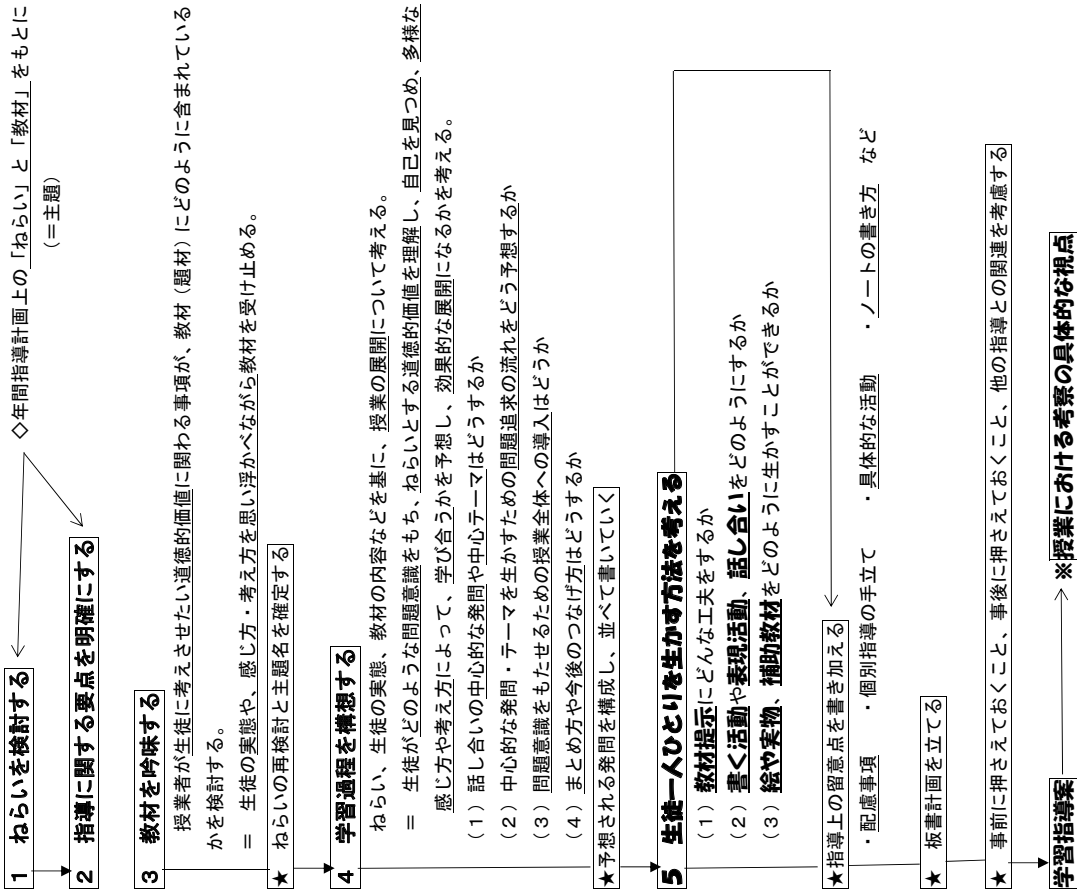 ◇年間指導計画上の「ねらい」と「教材」をもとに
(＝主題)
1 ねらいを検討する
2 指導に関する要点を明確にする
3 教材を吟味する
授業者が生徒に考えさせたい道徳的価値に関わる事項が、教材（題材）にどのように含まれている
かを検討する。
＝ 生徒の実態や、感じ方・考え方を思い浮かべながら教材を受け止める。
★ ねらいの再検討と主題名を確定する
4 学習過程を構想する
ねらい、生徒の実態、教材の内容などを基に、授業の展開について考える。
＝ 生徒がどのような問題意識をもち、ねらいとする道徳的価値を理解し、自己を見つめ、多様な
感じ方や考え方によって、学び合うかを予想し、効果的な展開になるかを考える。
（1）話し合いの中心的な発問や中心テーマはどうするか
（2）中心的な発問・テーマを生かすための問題追求の流れをどう予想するか
（3）問題意識をもたせるための授業全体への導入はどうか
（4）まとめ方や今後のつなげ方はどうするか
★予想される発問を構成し、並べて書いていく
5 生徒一人ひとりを生かす方法を考える
（1）教材提示にどんな工夫をするか
（2）書く活動や表現活動、話し合いをどのようにするか
（3）絵や実物、補助教材をどのように生かすことができるか
★指導上の留意点を書き加える
・配慮事項 ・個別指導の手立て ・具体的な活動 ・ノートの書き方 など
★ 板書計画を立てる
★ 事前に押さえておくこと、事後に押さえておくこと、他の指導との関連を考慮する
学習指導案 ※授業における考察の具体的な視点